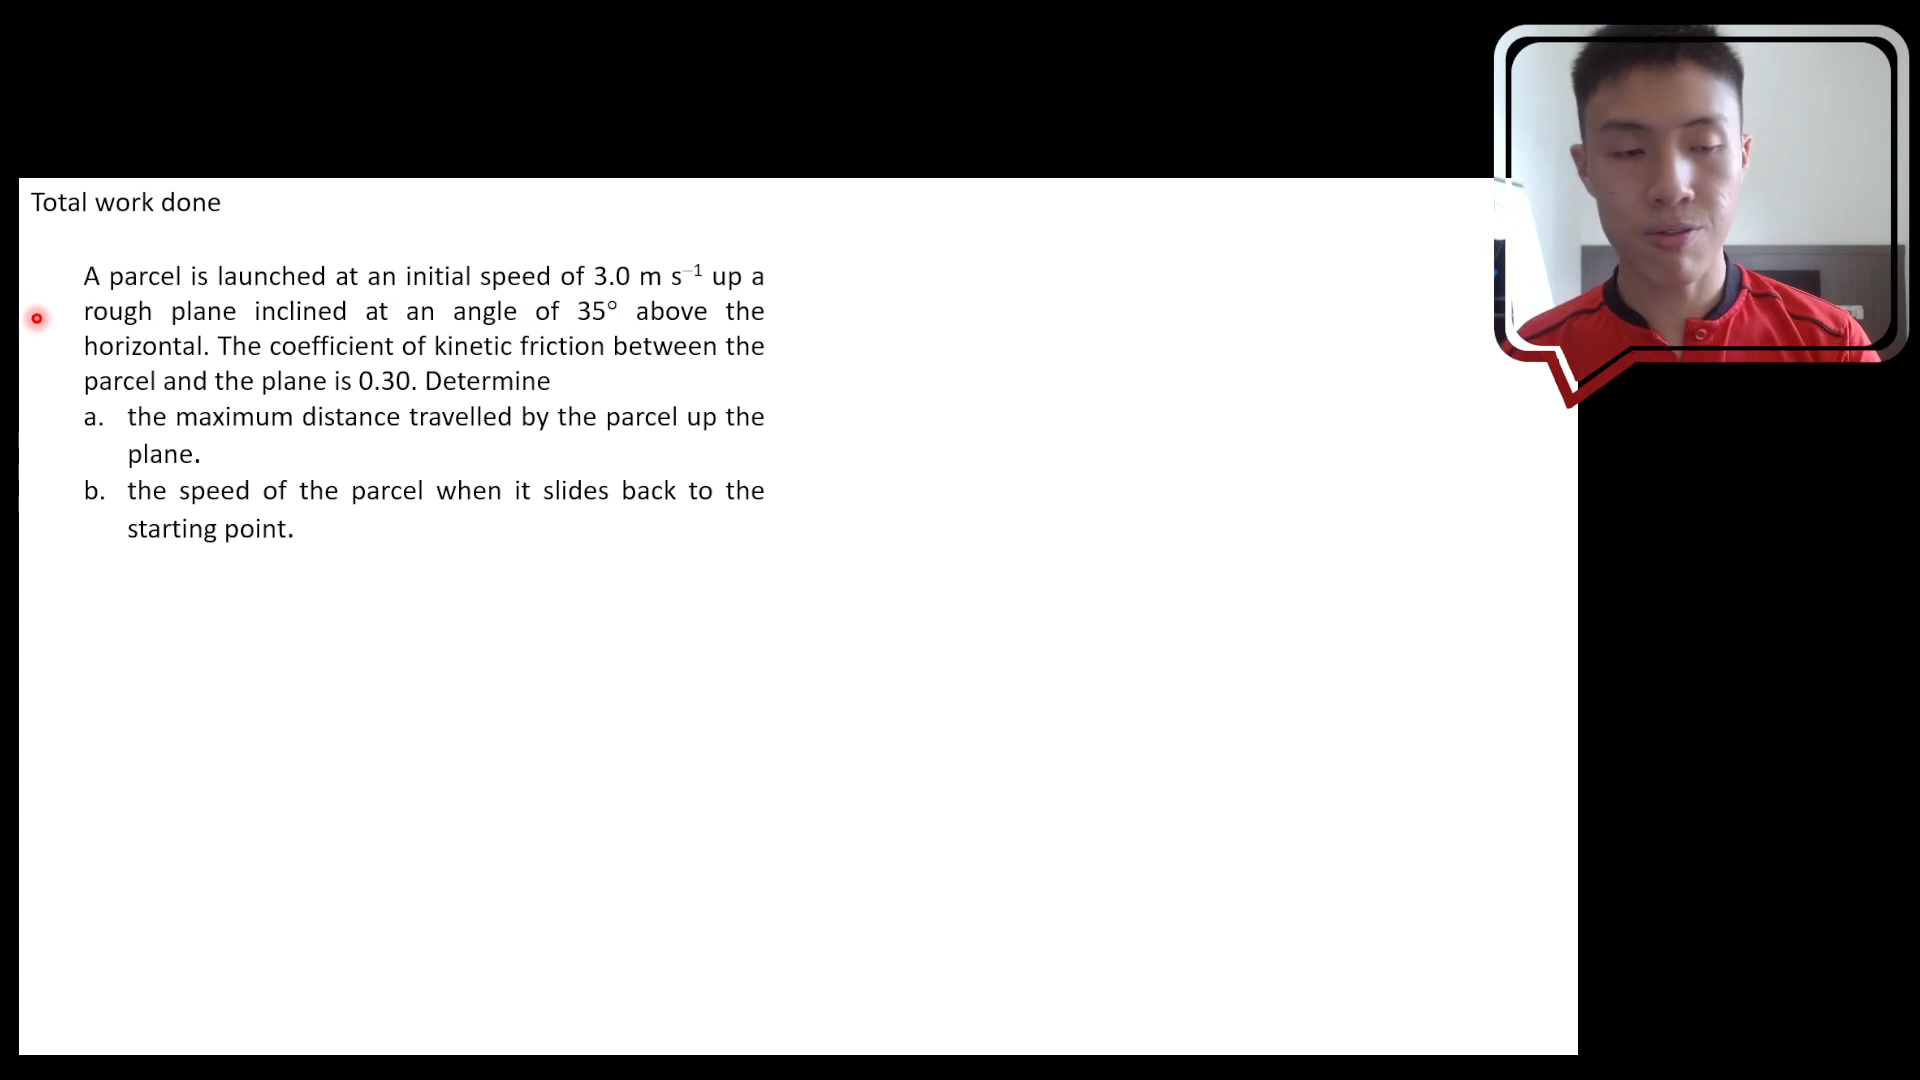 Total work done
A parcel is launched at an initial speed of 3.0 m s⁻¹ up a
rough plane inclined at an angle of 35° above the
horizontal. The coefficient of kinetic friction between the
parcel and the plane is 0.30. Determine
a. the maximum distance travelled by the parcel up the
plane.
b. the speed of the parcel when it slides back to the
starting point.